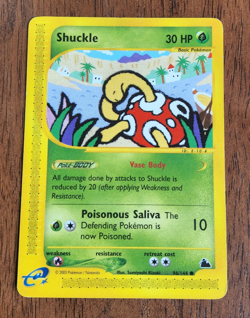 Shuckle
30 HP
Basic Pokémon
Poké-BODY
Vase Body
All damage done by attacks to Shuckle is
reduced by 20 (after applying Weakness and
Resistance).
Poisonous Saliva The
Defending Pokémon is
now Poisoned.
10
weakness
resistance
retreat cost
Illus.
96/144
e